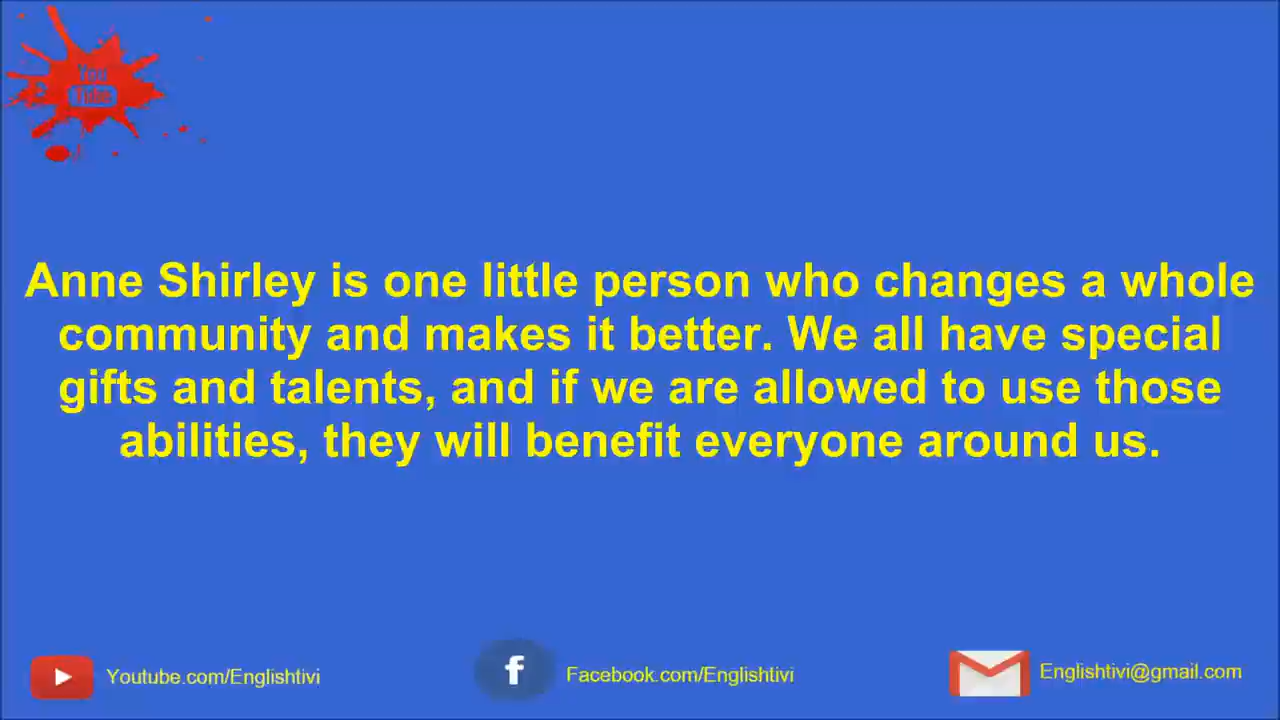 You
Tube
Anne Shirley is one little person who changes a whole
community and makes it better. We all have special
gifts and talents, and if we are allowed to use those
abilities, they will benefit everyone around us.
Youtube.com/Englishtivi
Facebook.com/Englishtivi
Englishtivi@gmail.com